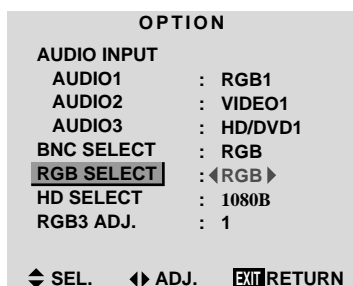 OPTION
AUDIO INPUT
AUDIO1 : RGB1
AUDIO2 : VIDEO1
AUDIO3 : HD/DVD1
BNC SELECT : RGB
RGB SELECT : ◀RGB▶
HD SELECT : 1080B
RGB3 ADJ. : 1
SEL. ADJ. EXIT RETURN